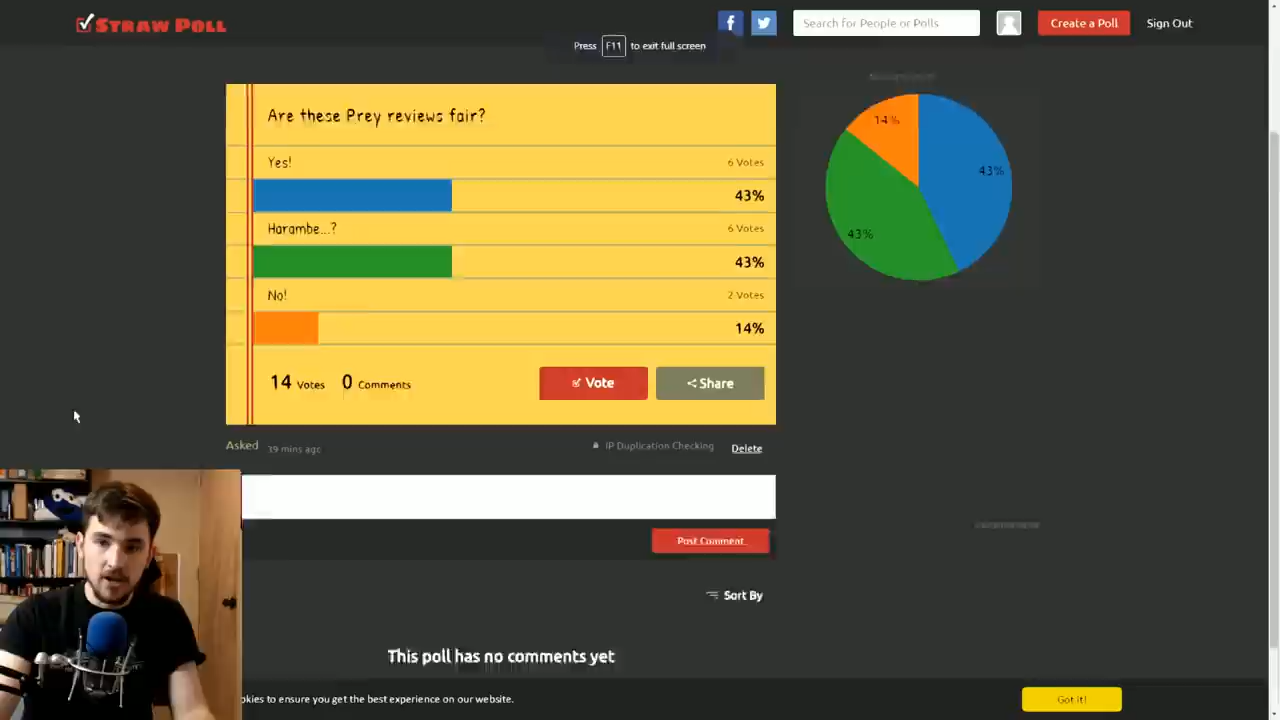 STRAW POLL
Search for People or Polls
Create a Poll
Sign Out
Press F11 to exit full screen
Are these Prey reviews fair?
Yes!
6 Votes
43%
Harambe...?
6 Votes
43%
No!
2 Votes
14%
14 Votes 0 Comments
Vote
Share
14%
43%
43%
Asked 39 mins ago
IP Duplication Checking
Delete
Post Comment
Sort By
This poll has no comments yet
okies to ensure you get the best experience on our website.
Got it!